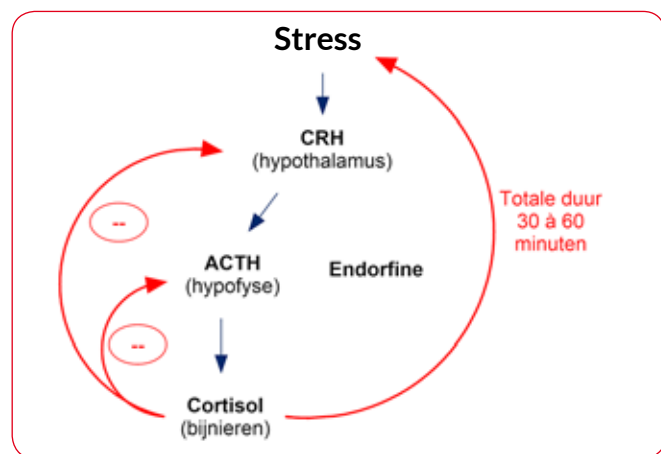 Stress
CRH
(hypothalamus)
Totale duur
30 à 60
minuten
--
ACTH
(hypofyse)
Endorfine
--
Cortisol
(bijnieren)